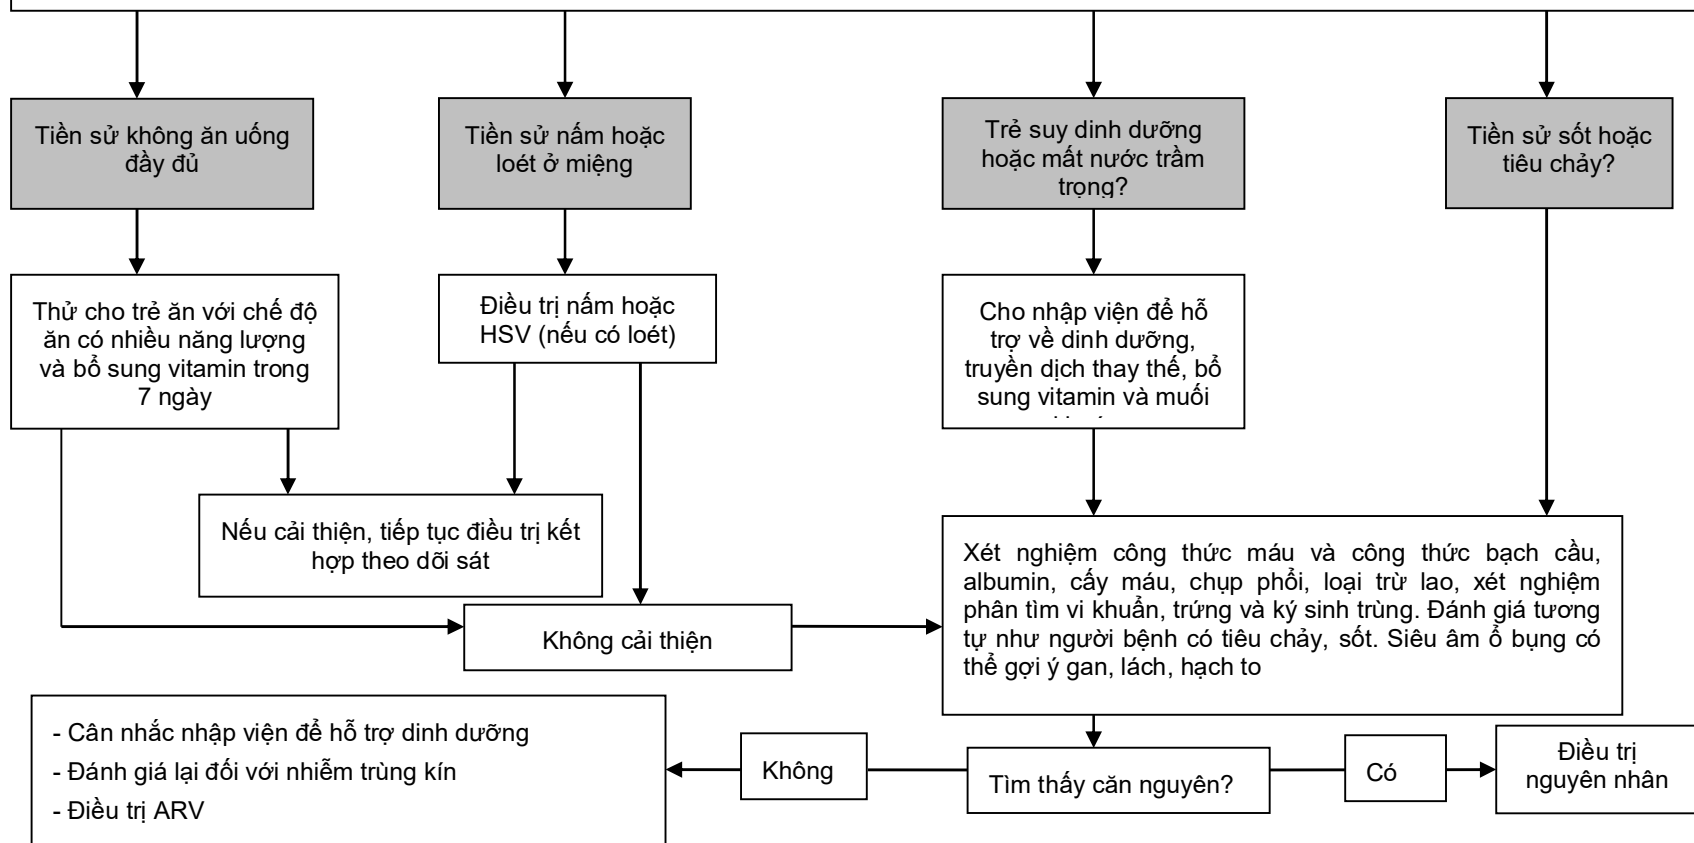 Tiền sử không ăn uống
đầy đủ
Tiền sử nấm hoặc
loét ở miệng
Trẻ suy dinh dưỡng
hoặc mất nước trầm
trọng?
Tiền sử sốt hoặc
tiêu chảy?
Thử cho trẻ ăn với chế độ
ăn có nhiều năng lượng
và bổ sung vitamin trong
7 ngày
Điều trị nấm hoặc
HSV (nếu có loét)
Cho nhập viện để hỗ
trợ về dinh dưỡng,
truyền dịch thay thế, bổ
sung vitamin và muối
Nếu cải thiện, tiếp tục điều trị kết
hợp theo dõi sát
Không cải thiện
Xét nghiệm công thức máu và công thức bạch cầu,
albumin, cấy máu, chụp phổi, loại trừ lao, xét nghiệm
phân tìm vi khuẩn, trứng và ký sinh trùng. Đánh giá tương
tự như người bệnh có tiêu chảy, sốt. Siêu âm ổ bụng có
thể gợi ý gan, lách, hạch to
- Cân nhắc nhập viện để hỗ trợ dinh dưỡng
- Đánh giá lại đối với nhiễm trùng kín
- Điều trị ARV
Không
Tìm thấy căn nguyên?
Có
Điều trị
nguyên nhân